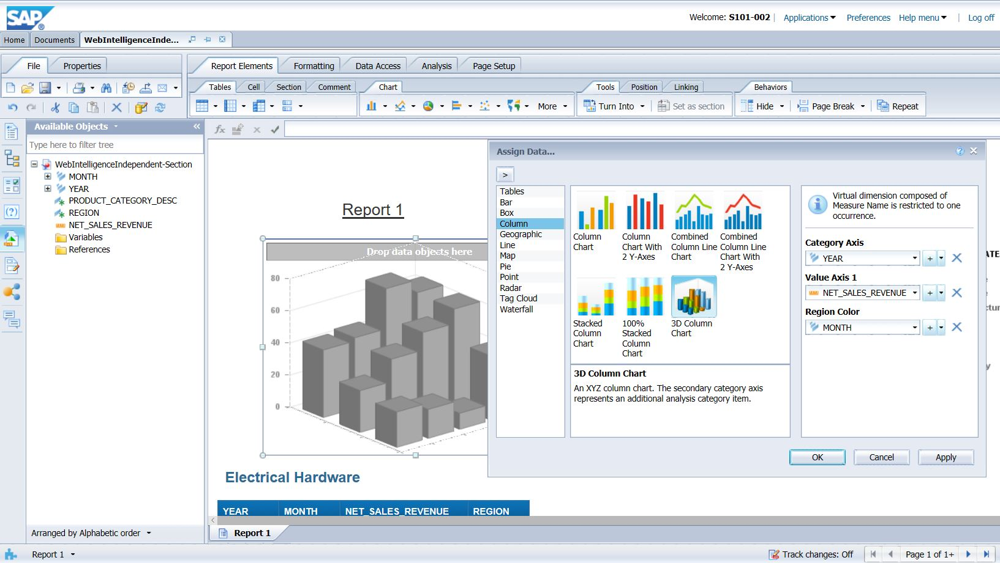 SAP
Welcome: S101-002
Applications
Preferences
Help menu
Log off
Home
Documents
WebIntelligenceInde...
File
Properties
Report Elements
Formatting
Data Access
Analysis
Page Setup
Tables
Cell
Section
Comment
Chart
Tools
Position
Linking
Behaviors
More
Turn Into
Set as section
Hide
Page Break
Repeat
Available Objects
Type here to filter tree
WebIntelligenceIndependent-Section
MONTH
YEAR
PRODUCT_CATEGORY_DESC
REGION
NET_SALES_REVENUE
Variables
References
Arranged by Alphabetic order
fx
Report 1
Drop data objects here
80
60
40
20
0
Electrical Hardware
YEAR
MONTH
NET_SALES_REVENUE
REGION
Assign Data...
>
Tables
Bar
Box
Column
Geographic
Line
Map
Pie
Point
Radar
Tag Cloud
Waterfall
Column
Chart
Column
Chart With
2 Y-Axes
Combined
Column Line
Chart
Combined
Column Line
Chart With
2 Y-Axes
Stacked
Column
Chart
100%
Stacked
Column
Chart
3D Column
Chart
3D Column Chart
An XYZ column chart. The secondary category axis
represents an additional analysis category item.
Virtual dimension composed of
Measure Name is restricted to one
occurrence.
Category Axis
YEAR
Value Axis 1
NET_SALES_REVENUE
Region Color
MONTH
OK
Cancel
Apply
Report 1
Report 1
Track changes: Off
Page 1 of 1+